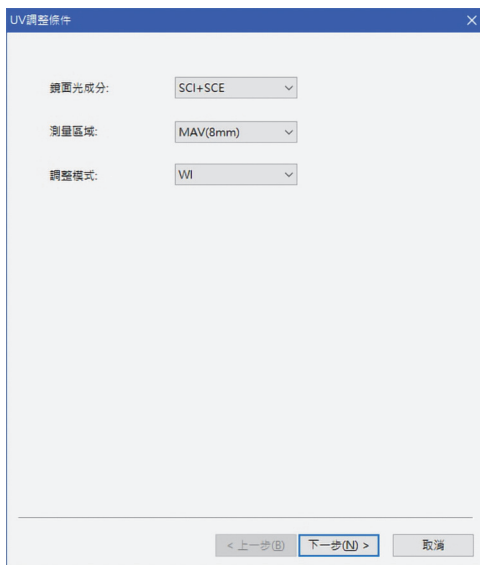 UV調整條件
鏡面光成分: SCI+SCE
測量區域: MAV(8mm)
調整模式: WI
< 上一步(B) 下一步(N) > 取消